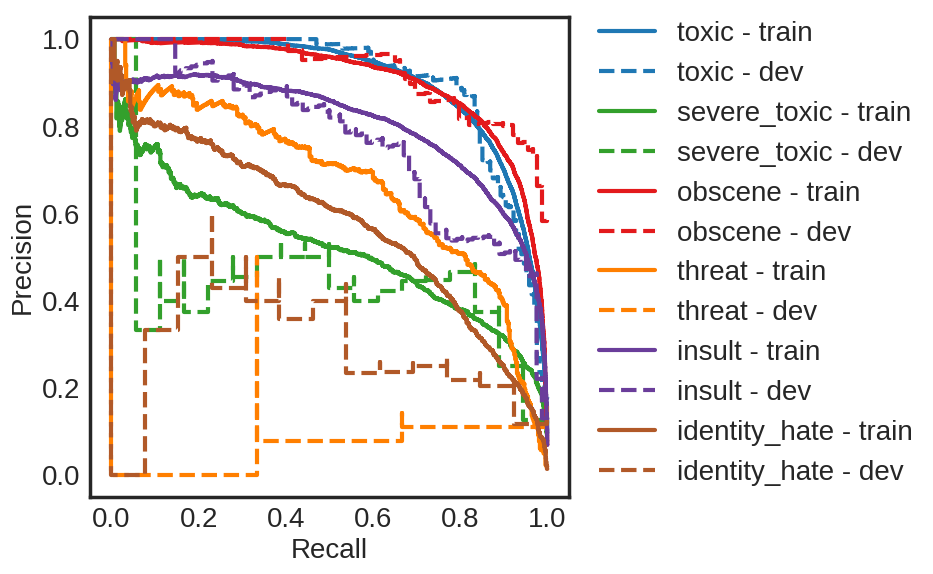 1.0
0.8
0.6
0.4
0.2
0.0
Precision
0.0 0.2 0.4 0.6 0.8 1.0
Recall
toxic - train
toxic - dev
severe_toxic - train
severe_toxic - dev
obscene - train
obscene - dev
threat - train
threat - dev
insult - train
insult - dev
identity_hate - train
identity_hate - dev